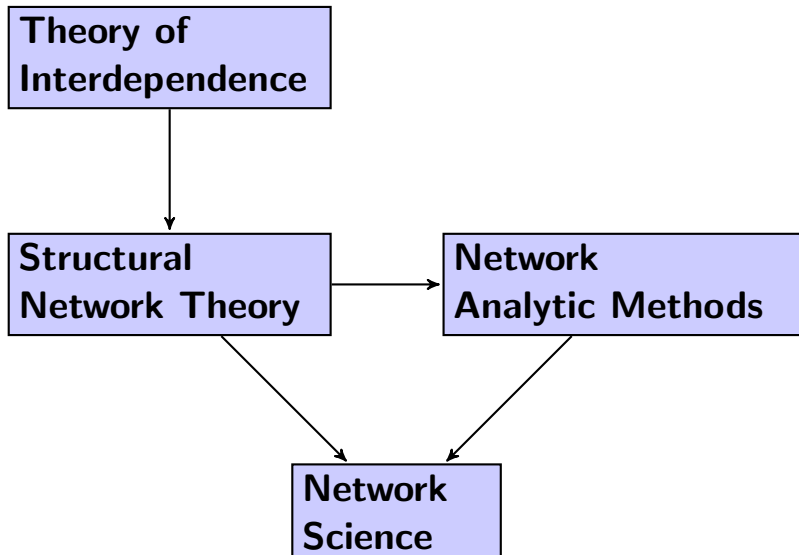 Theory of
Interdependence
Structural
Network Theory
Network
Analytic Methods
Network
Science